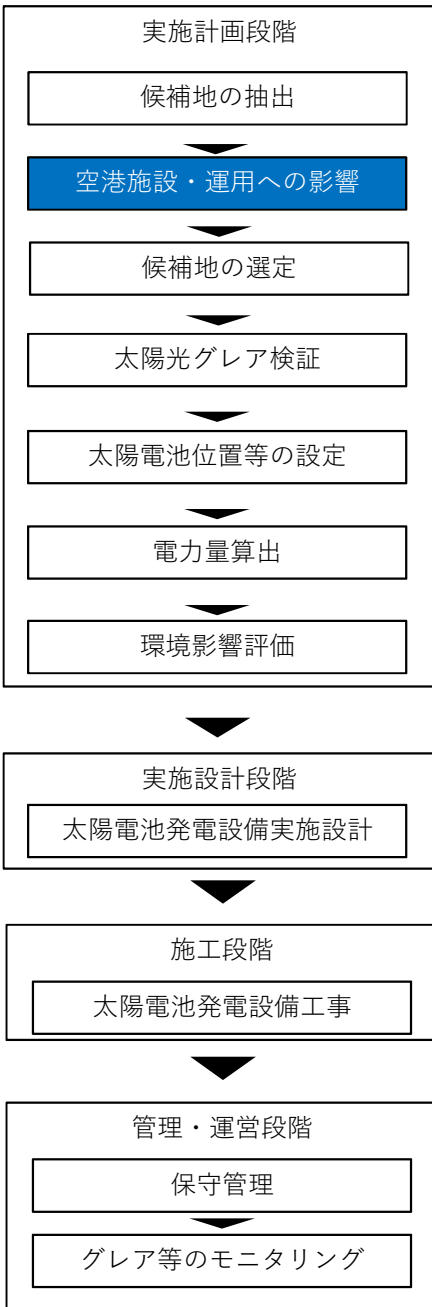 実施計画段階
候補地の抽出
空港施設・運用への影響
候補地の選定
太陽光グレア検証
太陽電池位置等の設定
電力量算出
環境影響評価
実施設計段階
太陽電池発電設備実施設計
施工段階
太陽電池発電設備工事
管理・運営段階
保守管理
グレア等のモニタリング